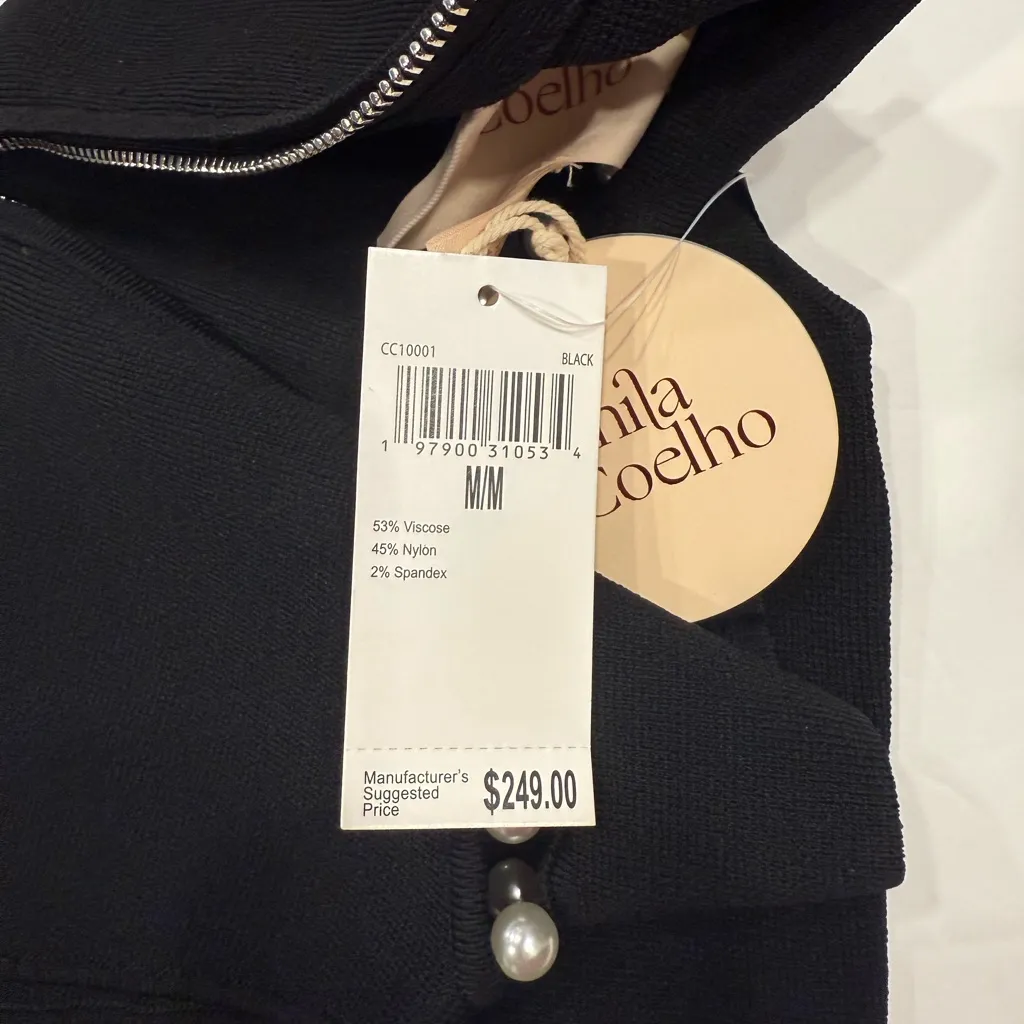 Coelho
CC10001
BLACK
1 97900 31053 4
M/M
53% Viscose
45% Nylon
2% Spandex
Manufacturer's
Suggested
Price
$249.00
mila
Coelho